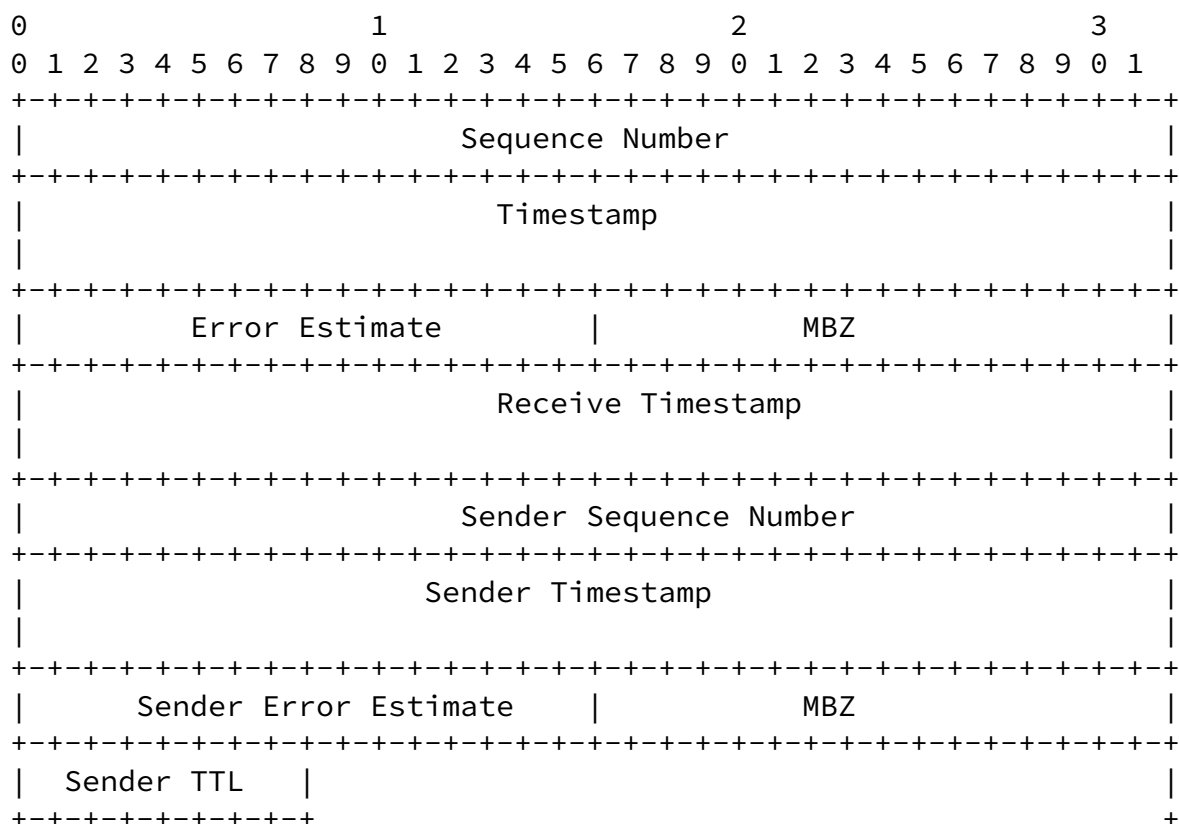 0                   1                   2                   3
0 1 2 3 4 5 6 7 8 9 0 1 2 3 4 5 6 7 8 9 0 1 2 3 4 5 6 7 8 9 0 1
+-+-+-+-+-+-+-+-+-+-+-+-+-+-+-+-+-+-+-+-+-+-+-+-+-+-+-+-+-+-+-+-+
|                        Sequence Number                        |
+-+-+-+-+-+-+-+-+-+-+-+-+-+-+-+-+-+-+-+-+-+-+-+-+-+-+-+-+-+-+-+-+
|                          Timestamp                            |
|                                                               |
+-+-+-+-+-+-+-+-+-+-+-+-+-+-+-+-+-+-+-+-+-+-+-+-+-+-+-+-+-+-+-+-+
|         Error Estimate        |           MBZ                 |
+-+-+-+-+-+-+-+-+-+-+-+-+-+-+-+-+-+-+-+-+-+-+-+-+-+-+-+-+-+-+-+-+
|                          Receive Timestamp                    |
|                                                               |
+-+-+-+-+-+-+-+-+-+-+-+-+-+-+-+-+-+-+-+-+-+-+-+-+-+-+-+-+-+-+-+-+
|                        Sender Sequence Number                 |
+-+-+-+-+-+-+-+-+-+-+-+-+-+-+-+-+-+-+-+-+-+-+-+-+-+-+-+-+-+-+-+-+
|                      Sender Timestamp                         |
|                                                               |
+-+-+-+-+-+-+-+-+-+-+-+-+-+-+-+-+-+-+-+-+-+-+-+-+-+-+-+-+-+-+-+-+
|      Sender Error Estimate    |           MBZ                 |
+-+-+-+-+-+-+-+-+-+-+-+-+-+-+-+-+-+-+-+-+-+-+-+-+-+-+-+-+-+-+-+-+
|  Sender TTL   |                                               |
+-+-+-+-+-+-+-+-+                                               +